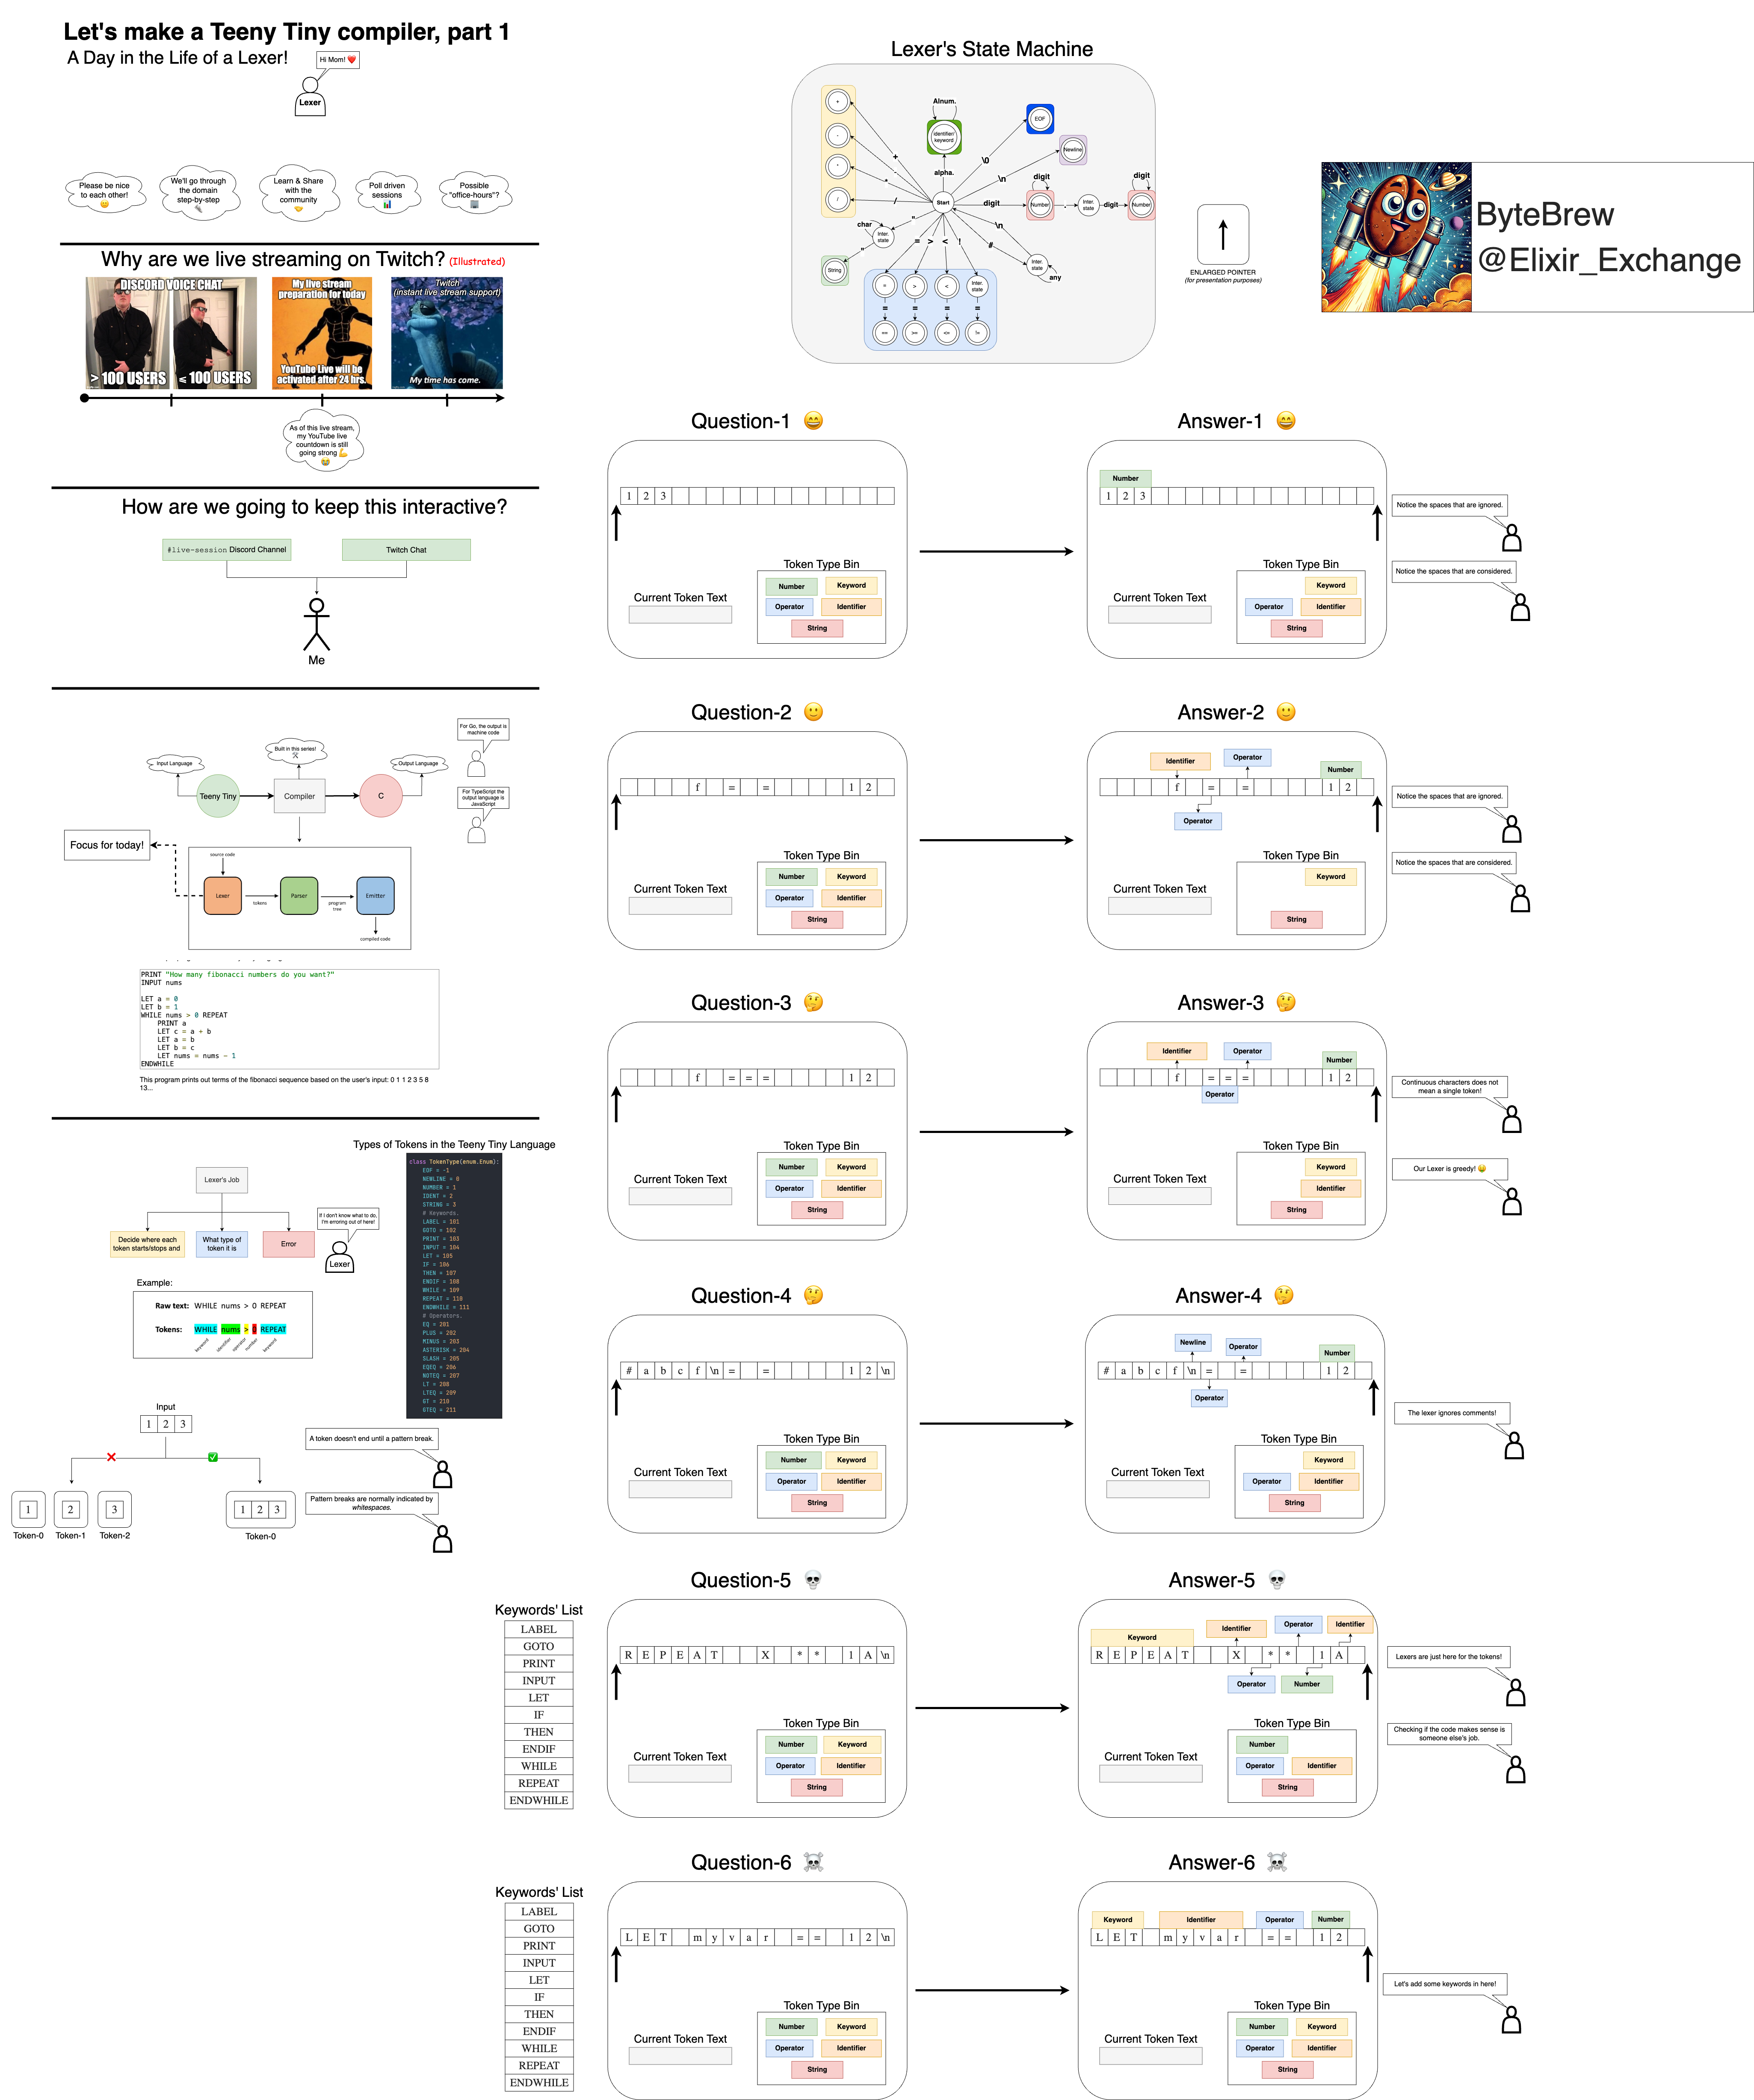 Let's make a Teeny Tiny compiler, part 1
A Day in the Life of a Lexer!
Hi Mom! ❤️
Lexer
Please be nice
to each other!
We'll go through
the domain
step-by-step
Learn & Share
with the
community
Poll driven
sessions
Possible
"office-hours"?
Why are we live streaming on Twitch? (Illustrated)
DISCORD VOICE CHAT
> 100 USERS
⩽ 100 USERS
My live stream
preparation for today
YouTube Live will be
activated after 24 hrs.
Twitch
(instant live stream support)
My time has come.
As of this live stream,
my YouTube live
countdown is still
going strong 💪
How are we going to keep this interactive?
#live-session Discord Channel
Twitch Chat
Me
For Go, the output is
machine code
Built in this series!
Input Language
Output Language
Teeny Tiny
Compiler
C
For TypeScript the
output language is
JavaScript
Focus for today!
source code
Lexer
tokens
Parser
program
tree
Emitter
compiled code
PRINT "How many fibonacci numbers do you want?"
INPUT nums
LET a = 0
LET b = 1
WHILE nums > 0 REPEAT
PRINT a
LET c = a + b
LET a = b
LET b = c
LET nums = nums - 1
ENDWHILE
This program prints out terms of the fibonacci sequence based on the user's input: 0 1 1 2 3 5 8
13...
Types of Tokens in the Teeny Tiny Language
Lexer's Job
Decide where each
token starts/stops and
What type of
token it is
Error
If I don't know what to do,
I'm erroring out of here!
Lexer
class TokenType(enum.Enum):
EOF = -1
NEWLINE = 0
NUMBER = 1
IDENT = 2
STRING = 3
# Keywords.
LABEL = 101
GOTO = 102
PRINT = 103
INPUT = 104
LET = 105
IF = 106
THEN = 107
ENDIF = 108
WHILE = 109
REPEAT = 110
ENDWHILE = 111
# Operators.
EQ = 201
PLUS = 202
MINUS = 203
ASTERISK = 204
SLASH = 205
EQEQ = 206
NOTEQ = 207
LT = 208
LTEQ = 209
GT = 210
GTEQ = 211
Example:
Raw text: WHILE nums > 0 REPEAT
Tokens: WHILE nums > 0 REPEAT
keyword identifier operator number keyword
Input
1 2 3
1
2
3
1 2 3
Token-0
Token-1
Token-2
Token-0
A token doesn't end until a pattern break.
Pattern breaks are normally indicated by
whitespaces.
Lexer's State Machine
+
-
*
/
Alnum.
identifier/
keyword
alpha.
EOF
\0
Newline
\n
Start
digit
digit
Number
.
Inter.
state
digit
digit
Number
+
-
*
/
char
"
Inter.
state
"
String
= > < !
\n
#
Inter.
state
any
= > < Inter.
state
= = = =
== >= <= !=
ENLARGED POINTER
(for presentation purposes)
ByteBrew
@Elixir_Exchange
Question-1
1 2 3
Current Token Text
Token Type Bin
Number Keyword
Operator Identifier
String
Answer-1
Number
1 2 3
Current Token Text
Token Type Bin
Keyword
Operator Identifier
String
Notice the spaces that are ignored.
Notice the spaces that are considered.
Question-2
f = = 1 2
Current Token Text
Token Type Bin
Number Keyword
Operator Identifier
String
Answer-2
Identifier Operator Number
f = = 1 2
Operator
Current Token Text
Token Type Bin
Keyword
String
Notice the spaces that are ignored.
Notice the spaces that are considered.
Question-3
f = = = 1 2
Current Token Text
Token Type Bin
Number Keyword
Operator Identifier
String
Answer-3
Identifier Operator Number
f = = = 1 2
Operator
Current Token Text
Token Type Bin
Keyword
Identifier
String
Continuous characters does not
mean a single token!
Our Lexer is greedy!
Question-4
# a b c f \n = = 1 2 \n
Current Token Text
Token Type Bin
Number Keyword
Operator Identifier
String
Answer-4
Newline Operator Number
# a b c f \n = = 1 2
Operator
Current Token Text
Token Type Bin
Keyword
Operator Identifier
String
The lexer ignores comments!
Keywords' List
LABEL
GOTO
PRINT
INPUT
LET
IF
THEN
ENDIF
WHILE
REPEAT
ENDWHILE
Question-5
R E P E A T X * * 1 A \n
Current Token Text
Token Type Bin
Number Keyword
Operator Identifier
String
Answer-5
Keyword Identifier Operator Identifier
R E P E A T X * * 1 A
Operator Number
Current Token Text
Token Type Bin
Number
Operator Identifier
String
Lexers are just here for the tokens!
Checking if the code makes sense is
someone else's job.
Keywords' List
LABEL
GOTO
PRINT
INPUT
LET
IF
THEN
ENDIF
WHILE
REPEAT
ENDWHILE
Question-6
L E T m y v a r = = 1 2 \n
Current Token Text
Token Type Bin
Number Keyword
Operator Identifier
String
Answer-6
Keyword Identifier Operator Number
L E T m y v a r = = 1 2
Current Token Text
Token Type Bin
Number Keyword
Operator Identifier
String
Let's add some keywords in here!